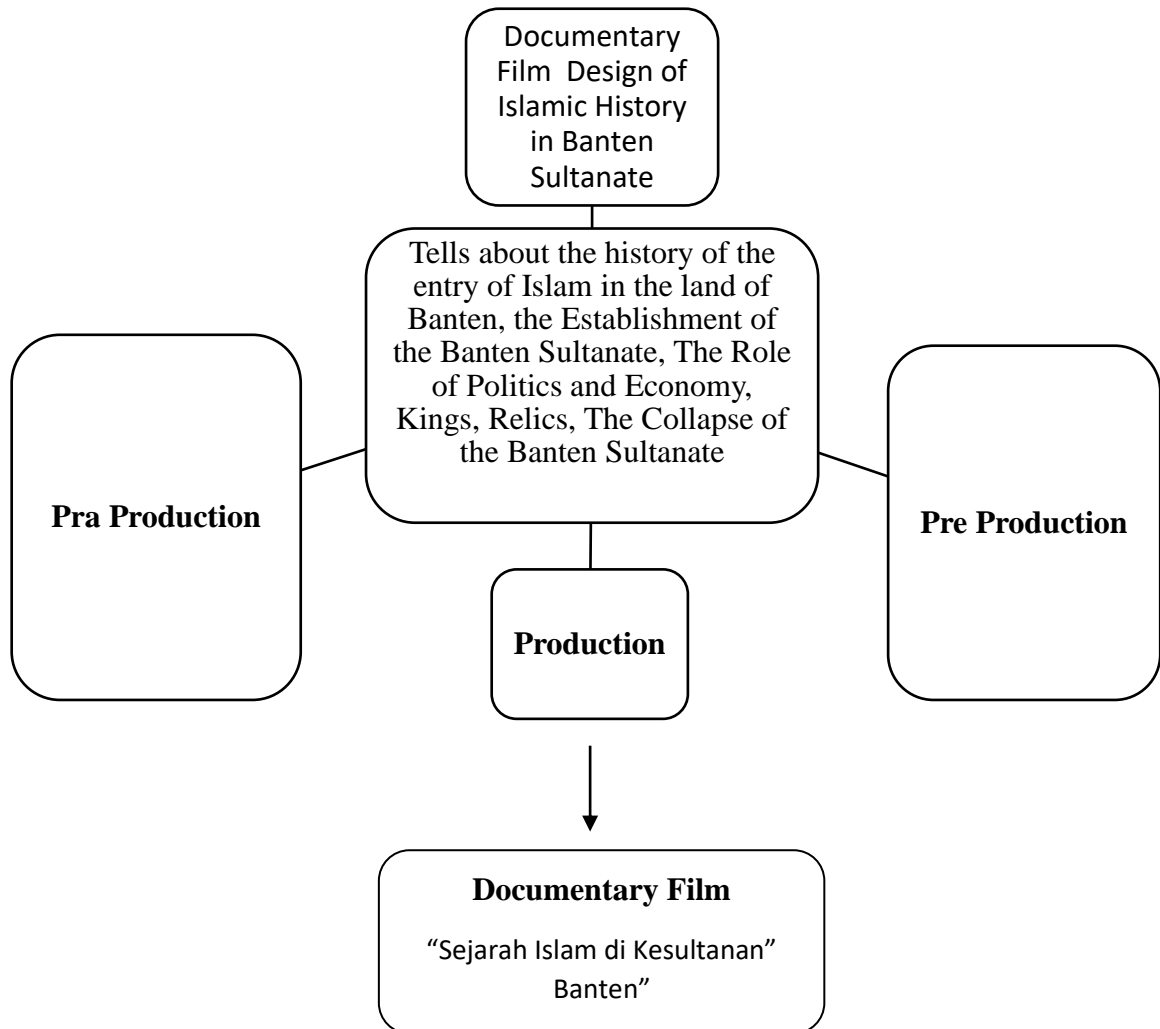 Documentary
Film Design of
Islamic History
in Banten
Sultanate
Tells about the history of the
entry of Islam in the land of
Banten, the Establishment of
the Banten Sultanate, The Role
of Politics and Economy,
Kings, Relics, The Collapse of
the Banten Sultanate
Pra Production
Production
Pre Production
Documentary Film
“Sejarah Islam di Kesultanan”
Banten”